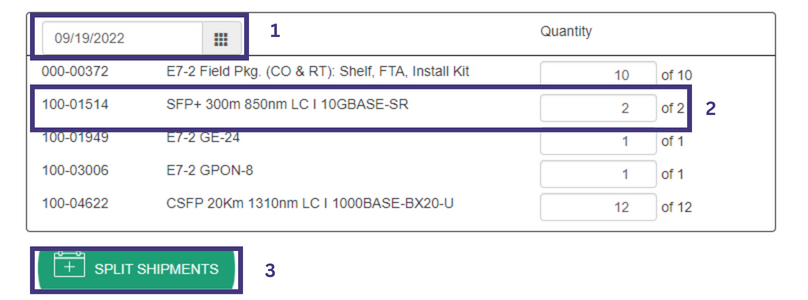 09/19/2022 1 Quantity
000-00372 E7-2 Field Pkg. (CO & RT): Shelf, FTA, Install Kit 10 of 10
100-01514 SFP+ 300m 850nm LC I 10GBASE-SR 2 of 2 2
100-01949 E7-2 GE-24 1 of 1
100-03006 E7-2 GPON-8 1 of 1
100-04622 CSFP 20Km 1310nm LC I 1000BASE-BX20-U 12 of 12
SPLIT SHIPMENTS 3